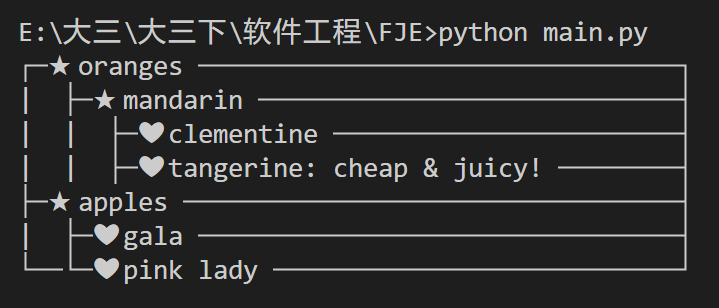 E:\大三\大三下\软件工程\FJE>python main.py
┌─★ oranges ────────────────────────────────┐
│  ├─★ mandarin ────────────────────────────┤
│  │  ├─♥clementine ───────────────────────┤
│  │  ├─♥tangerine: cheap & juicy! ────────┤
├─★ apples ─────────────────────────────────┤
│  ├─♥gala ────────────────────────────────┤
└──└─♥pink lady ───────────────────────────┘